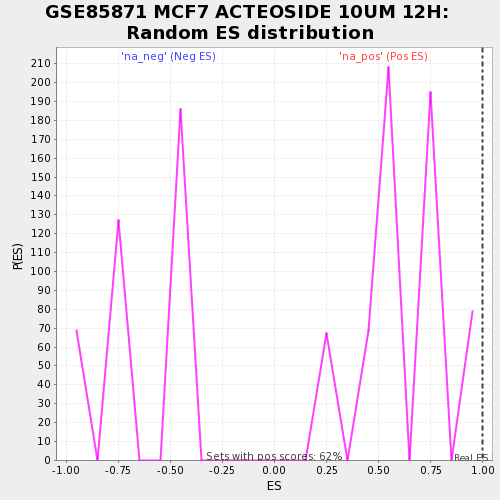 GSE85871 MCF7 ACTEOSIDE 10UM 12H:
Random ES distribution
'na_neg' (Neg ES)
'na_pos' (Pos ES)
210
200
190
180
170
160
150
140
130
120
110
100
90
80
70
60
50
40
30
20
10
0
P(ES)
Sets with pos scores: 62%
Real ES
-1.00 -0.75 -0.50 -0.25 0.00 0.25 0.50 0.75 1.00
ES